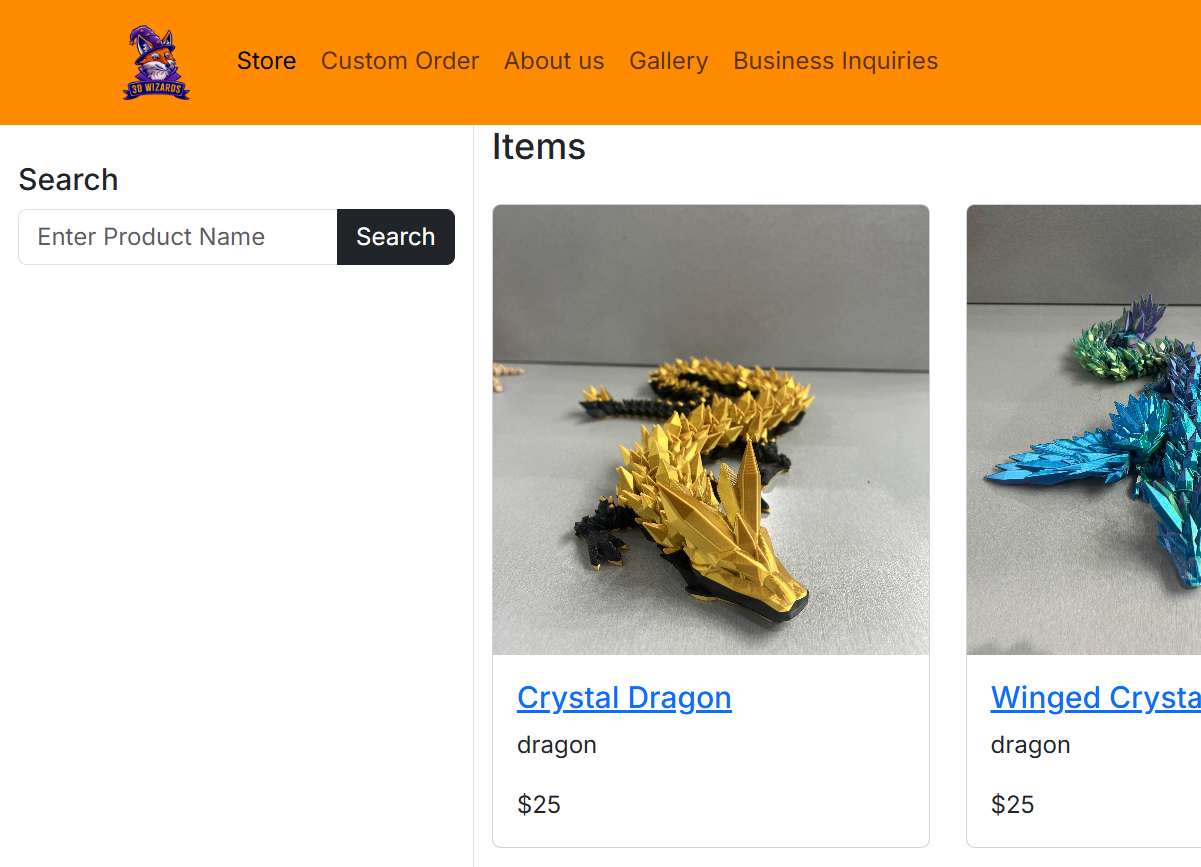 3D WIZARDS
Store Custom Order About us Gallery Business Inquiries
Search
Enter Product Name Search
Items
Crystal Dragon
dragon
$25
Winged Crysta
dragon
$25